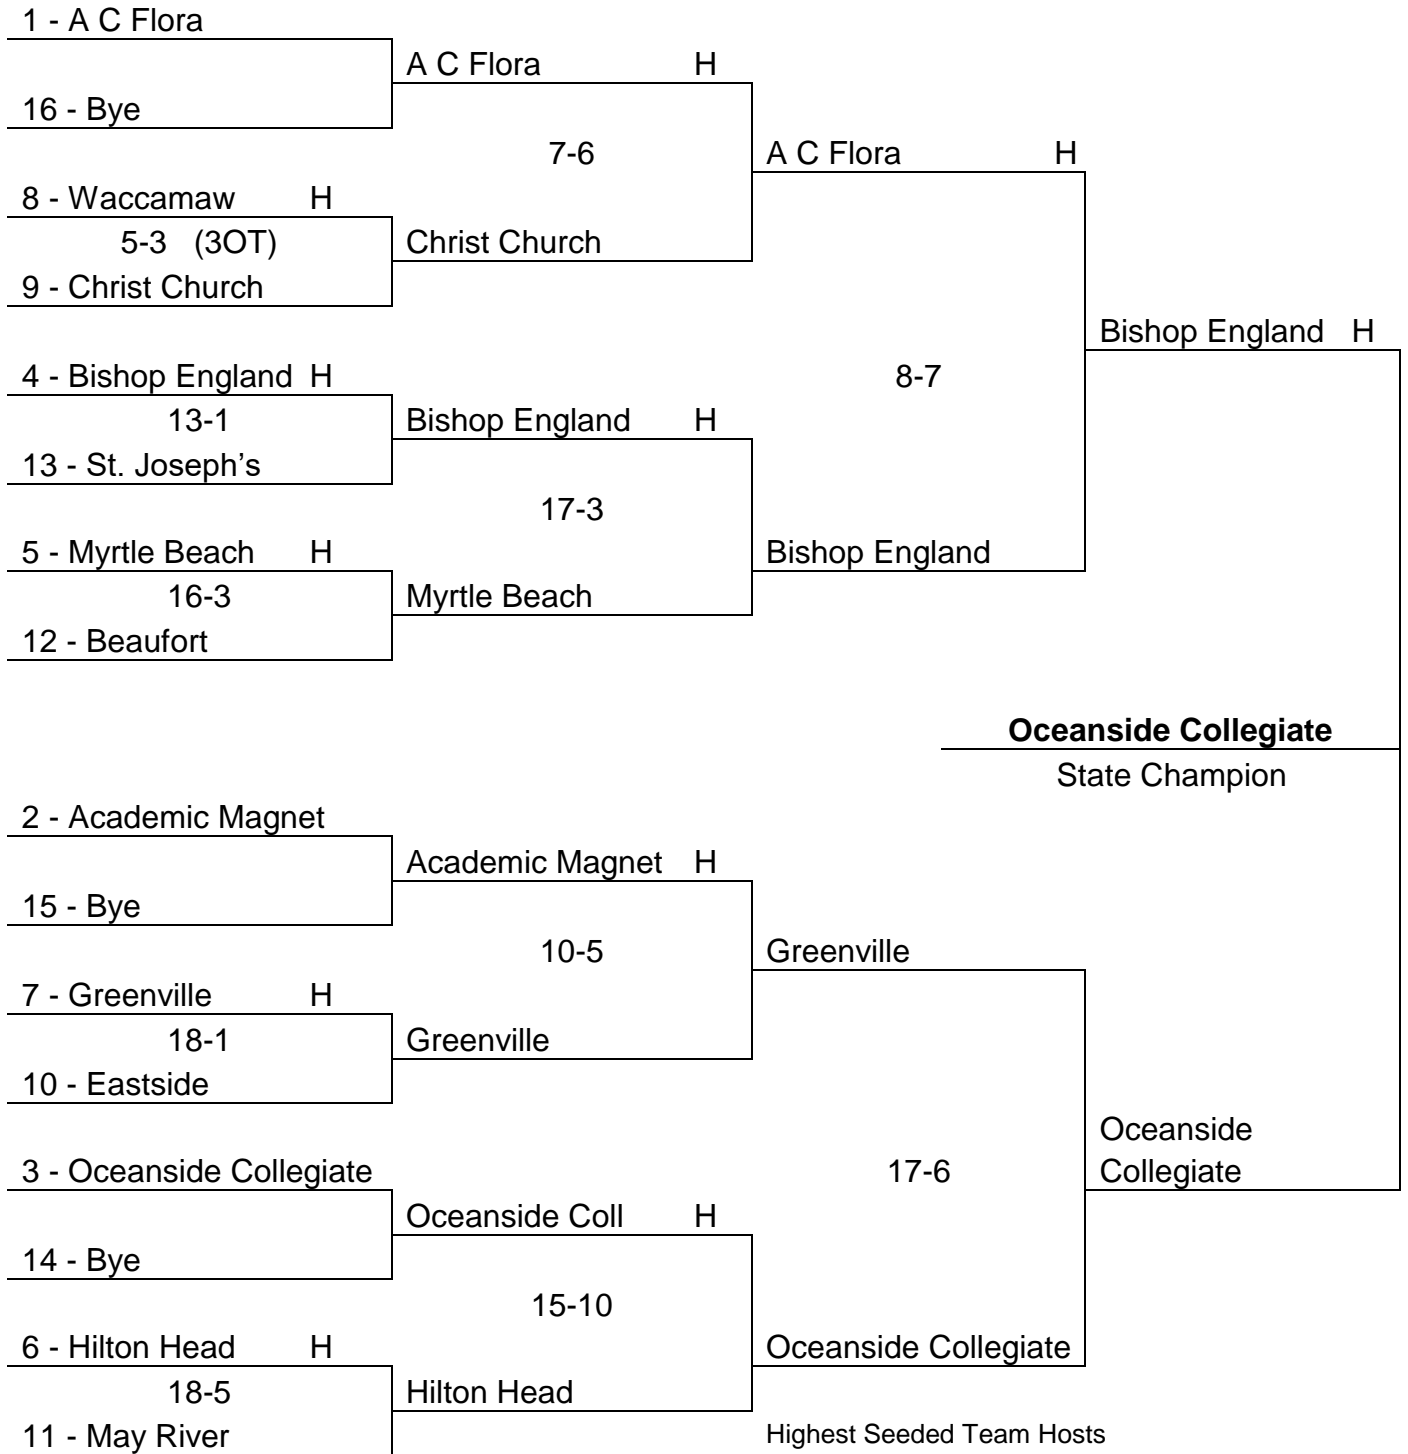 1 - A C Flora
A C Flora H
16 - Bye
7-6
A C Flora H
8 - Waccamaw H
5-3 (3OT)
Christ Church
9 - Christ Church
Bishop England H
4 - Bishop England H
8-7
13-1
Bishop England H
13 - St. Joseph’s
17-3
5 - Myrtle Beach H
Bishop England
16-3
Myrtle Beach
12 - Beaufort
Oceanside Collegiate
State Champion
2 - Academic Magnet
Academic Magnet H
15 - Bye
10-5
Greenville
7 - Greenville H
18-1
Greenville
10 - Eastside
Oceanside
Collegiate
3 - Oceanside Collegiate
17-6
Oceanside Coll H
14 - Bye
15-10
6 - Hilton Head H
Oceanside Collegiate
18-5
Hilton Head
11 - May River
Highest Seeded Team Hosts